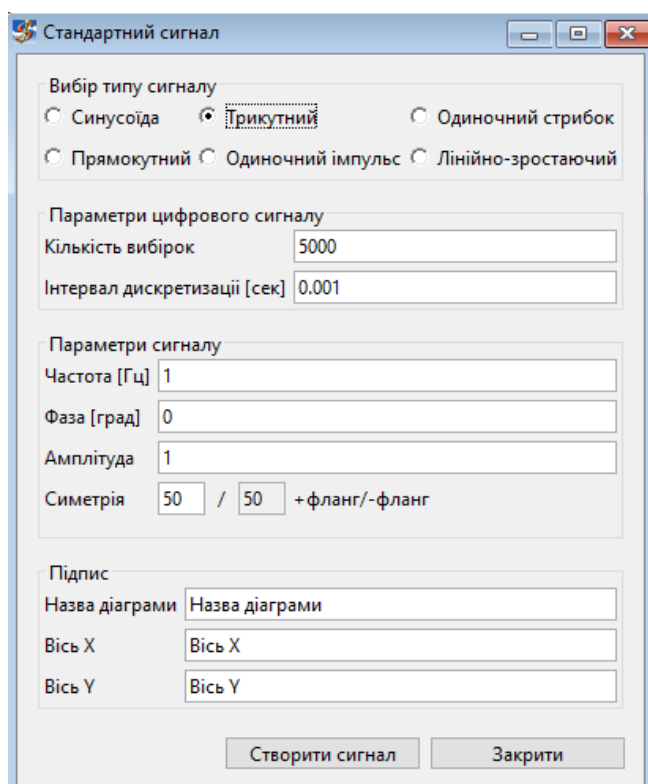 Стандартний сигнал
Вибір типу сигналу
Синусоїда Трикутний Одиночний стрибок
Прямокутний Одиночний імпульс Лінійно-зростаючий
Параметри цифрового сигналу
Кількість вибірок 5000
Інтервал дискретизаіі [сек] 0.001
Параметри сигналу
Частота [Гц] 1
Фаза [град] 0
Амплітуда 1
Симетрія 50 / 50 +фланг/-фланг
Підпис
Назва діаграми Назва діаграми
Вісь X Вісь X
Вісь Y Вісь Y
Створити сигнал Закрити